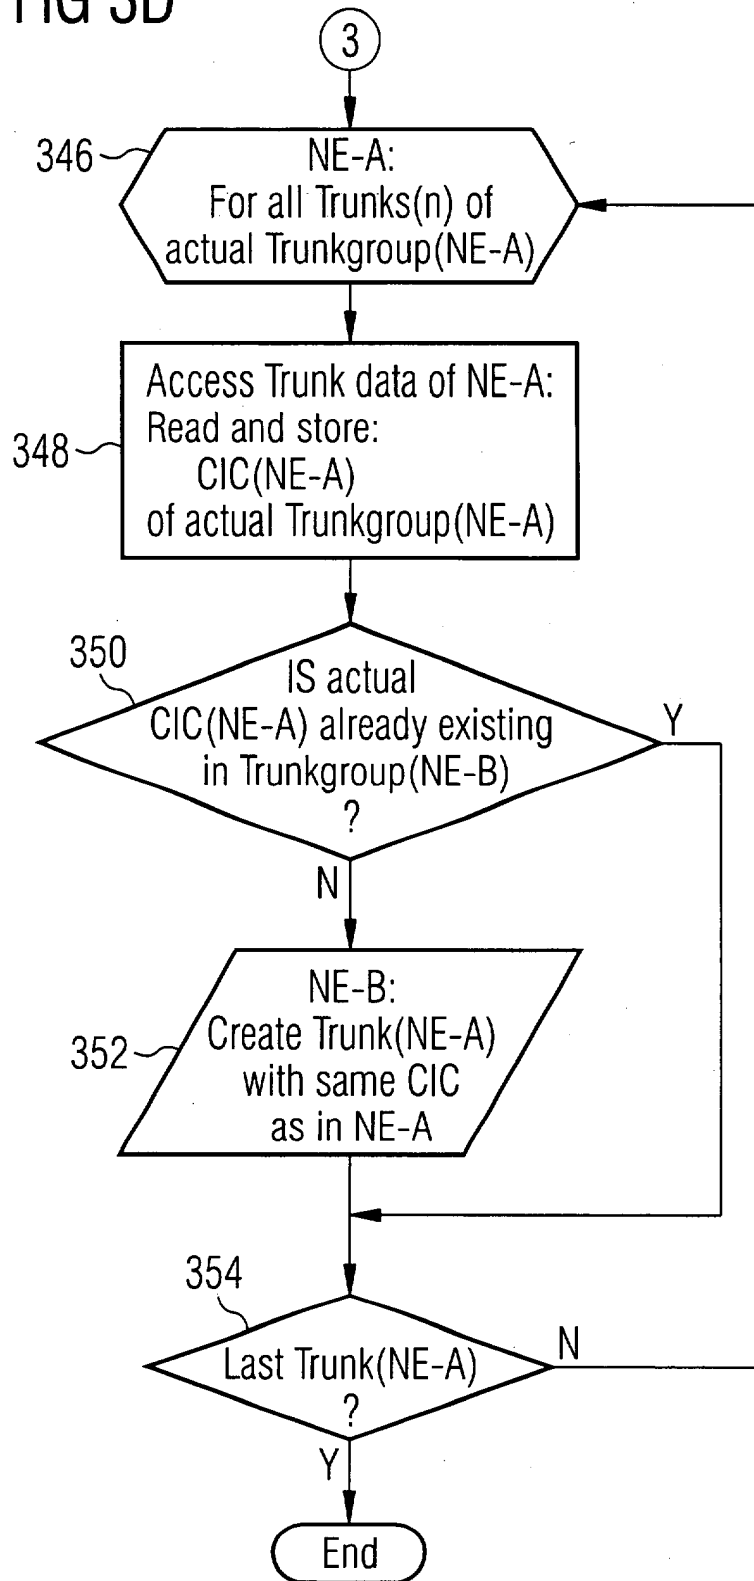 FIG 3D
3
346
NE-A:
For all Trunks(n) of
actual Trunkgroup(NE-A)
348
Access Trunk data of NE-A:
Read and store:
CIC(NE-A)
of actual Trunkgroup(NE-A)
350
IS actual
CIC(NE-A) already existing
in Trunkgroup(NE-B)
?
Y
N
352
NE-B:
Create Trunk(NE-A)
with same CIC
as in NE-A
354
Last Trunk(NE-A)
?
N
Y
End